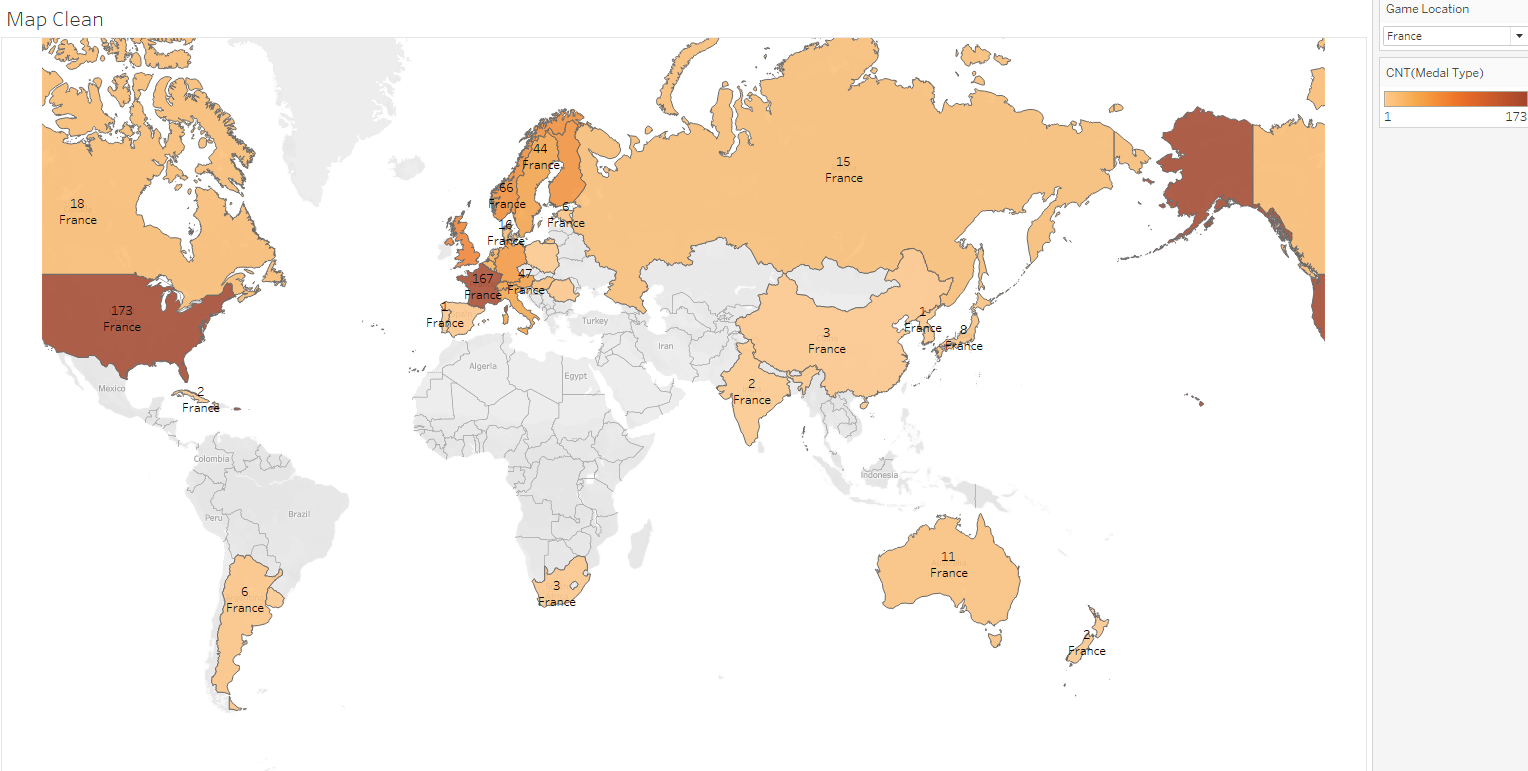 Map Clean
Game Location
France
CNT(Medal Type)
1
173
44
France
15
France
66
France
18
France
6
France
16
France
47
France
167
France
173
France
1
France
1
France
8
France
3
France
Turkey
Iran
Algeria
Egypt
Mexico
2
France
2
France
Colombia
Indonesia
Peru
Brazil
11
France
6
France
3
France
2
France